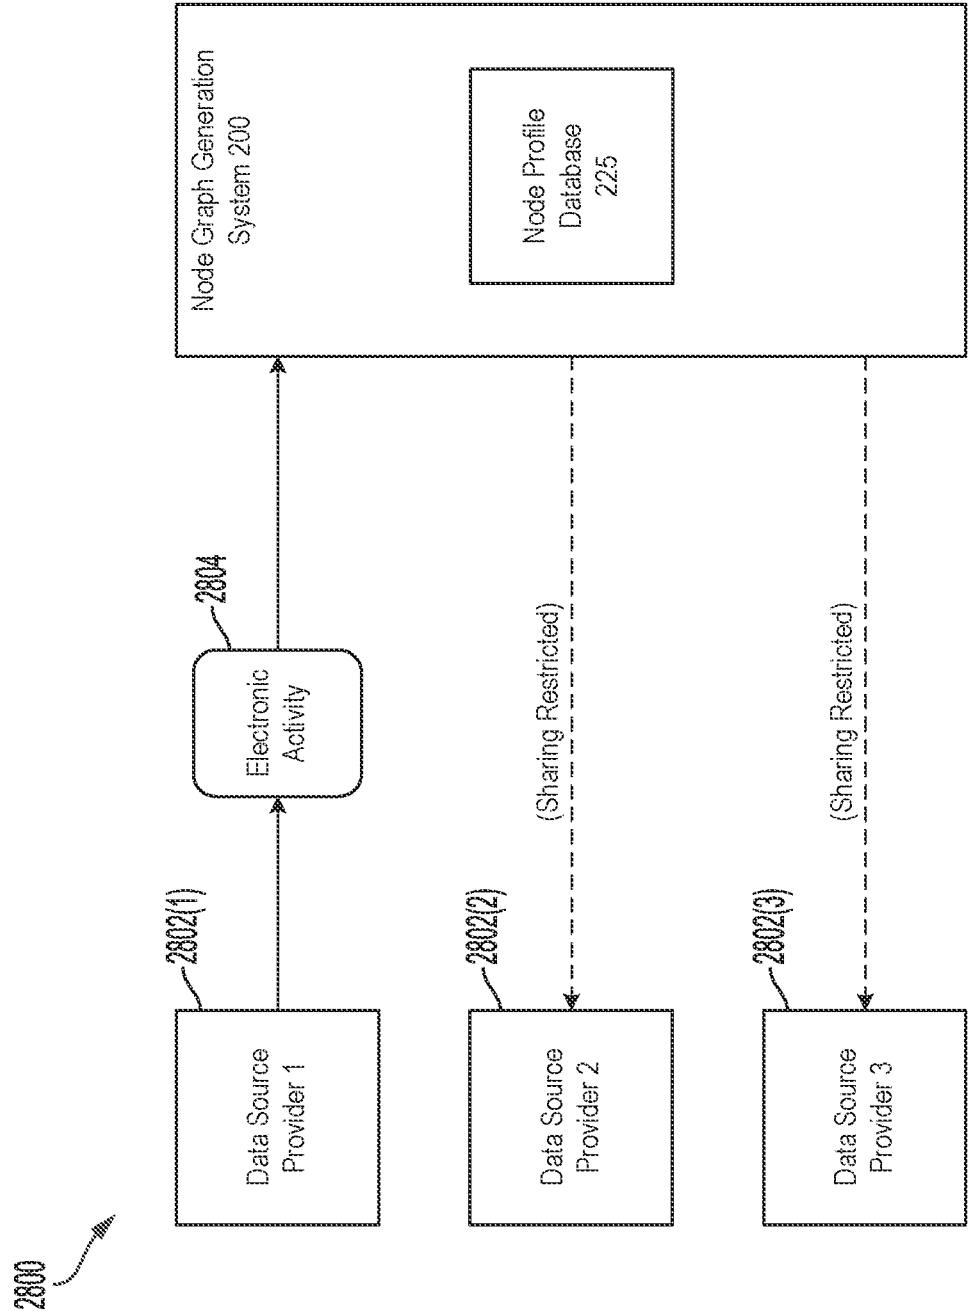 2800
2802(1)
Data Source
Provider 1
2804
Electronic
Activity
Node Graph Generation
System 200
2802(2)
Data Source
Provider 2
(Sharing Restricted)
Node Profile
Database
225
2802(3)
Data Source
Provider 3
(Sharing Restricted)